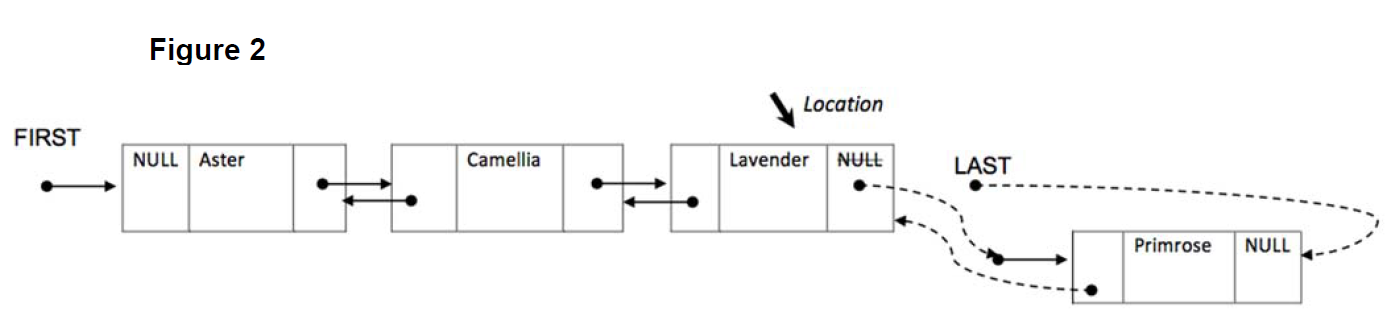 Figure 2
Location
FIRST
NULL Aster
Camellia
Lavender NULL
LAST
Primrose NULL